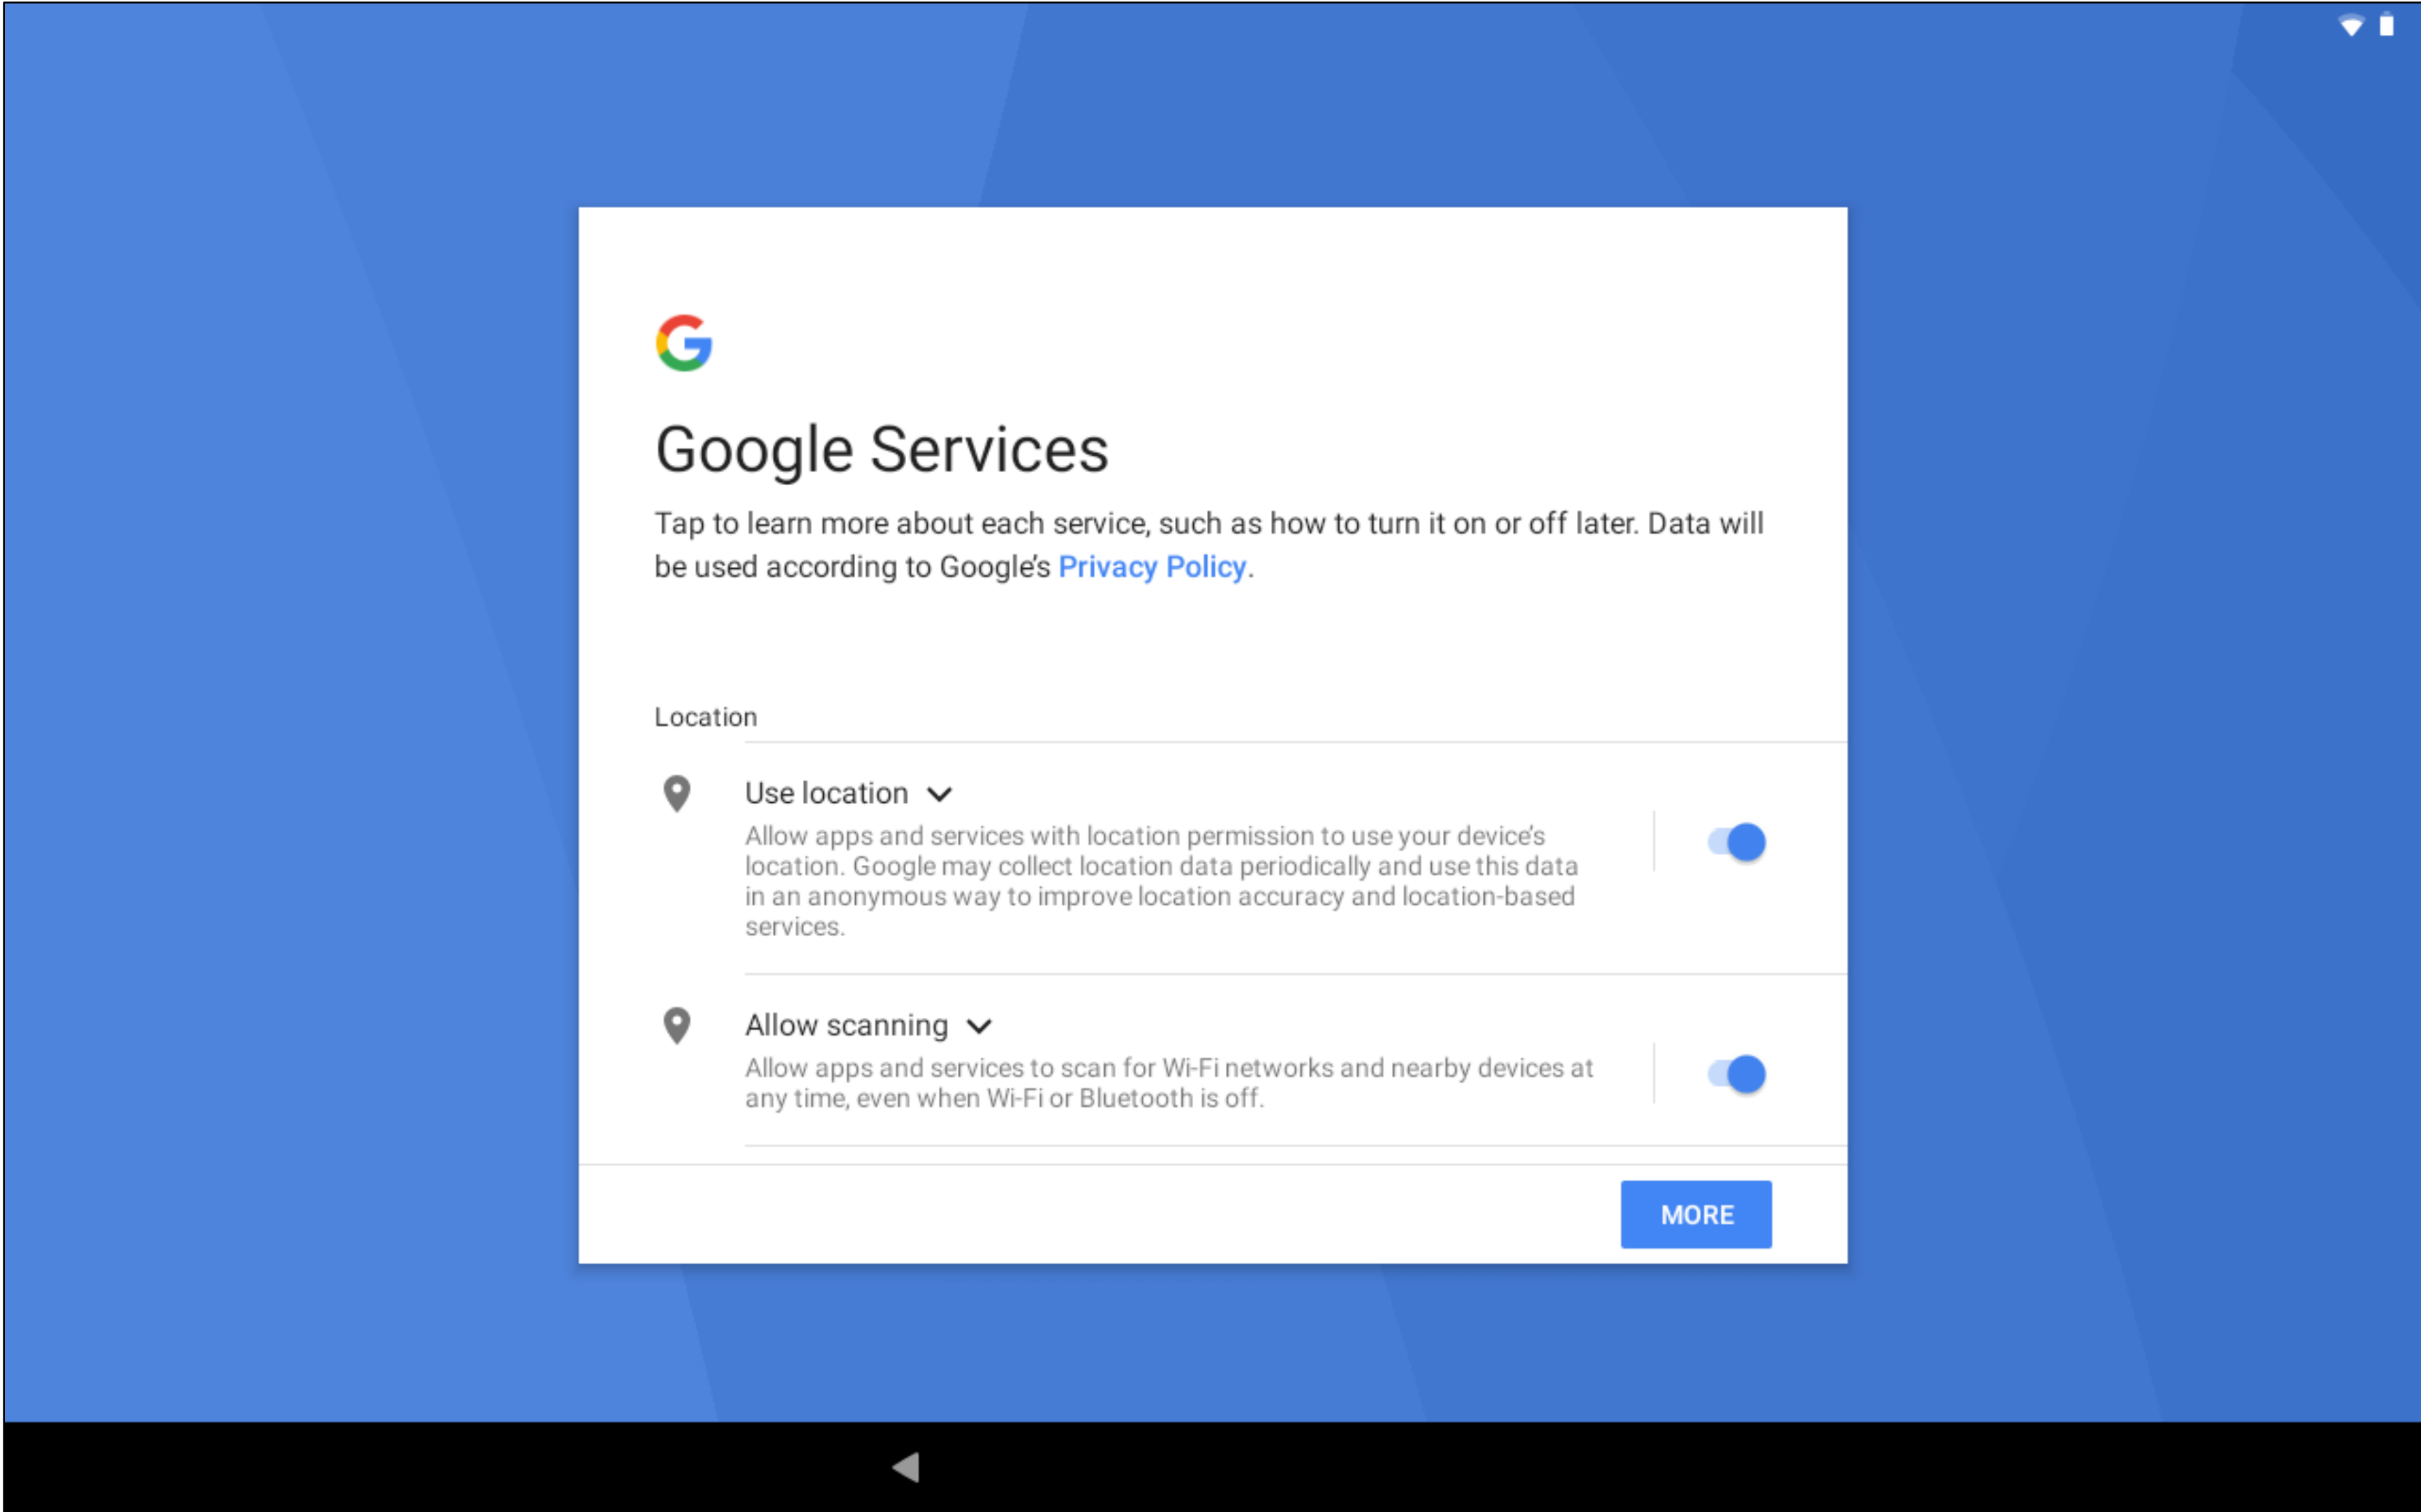 Google Services
Tap to learn more about each service, such as how to turn it on or off later. Data will
be used according to Google’s Privacy Policy.
Location
Use location
Allow apps and services with location permission to use your device’s
location. Google may collect location data periodically and use this data
in an anonymous way to improve location accuracy and location-based
services.
Allow scanning
Allow apps and services to scan for Wi-Fi networks and nearby devices at
any time, even when Wi-Fi or Bluetooth is off.
MORE